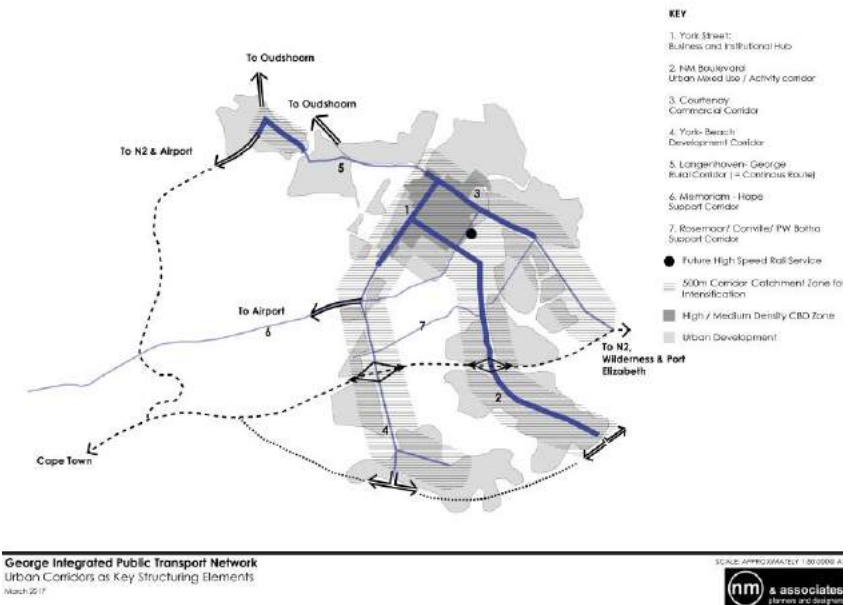 KEY
1. York Street:
Business and Institutional Hub
2. NM Boulevard
Urban Mixed Use / Activity corridor
3. Courtenay
Commercial Corridor
4. York- Beach
Development Corridor
5. Langenhoven- George
Rural Corridor ( = Continous Route)
6. Memoriam - Hope
Support Corridor
7. Rosemoor/ Conville/ PW Botha
Support Corridor
Future High Speed Rail Service
500m Corridor Catchment Zone for
Intensification
High / Medium Density CBD Zone
Urban Development
To Oudshoorn
To Oudshoorn
To N2 & Airport
5
3
1
To Airport
6
7
To N2,
Wilderness & Port
Elizabeth
2
4
Cape Town
George Integrated Public Transport Network
Urban Corridors as Key Structuring Elements
March 2017
SCALE: APPROXIMATELY
nm & associates
planners and designers